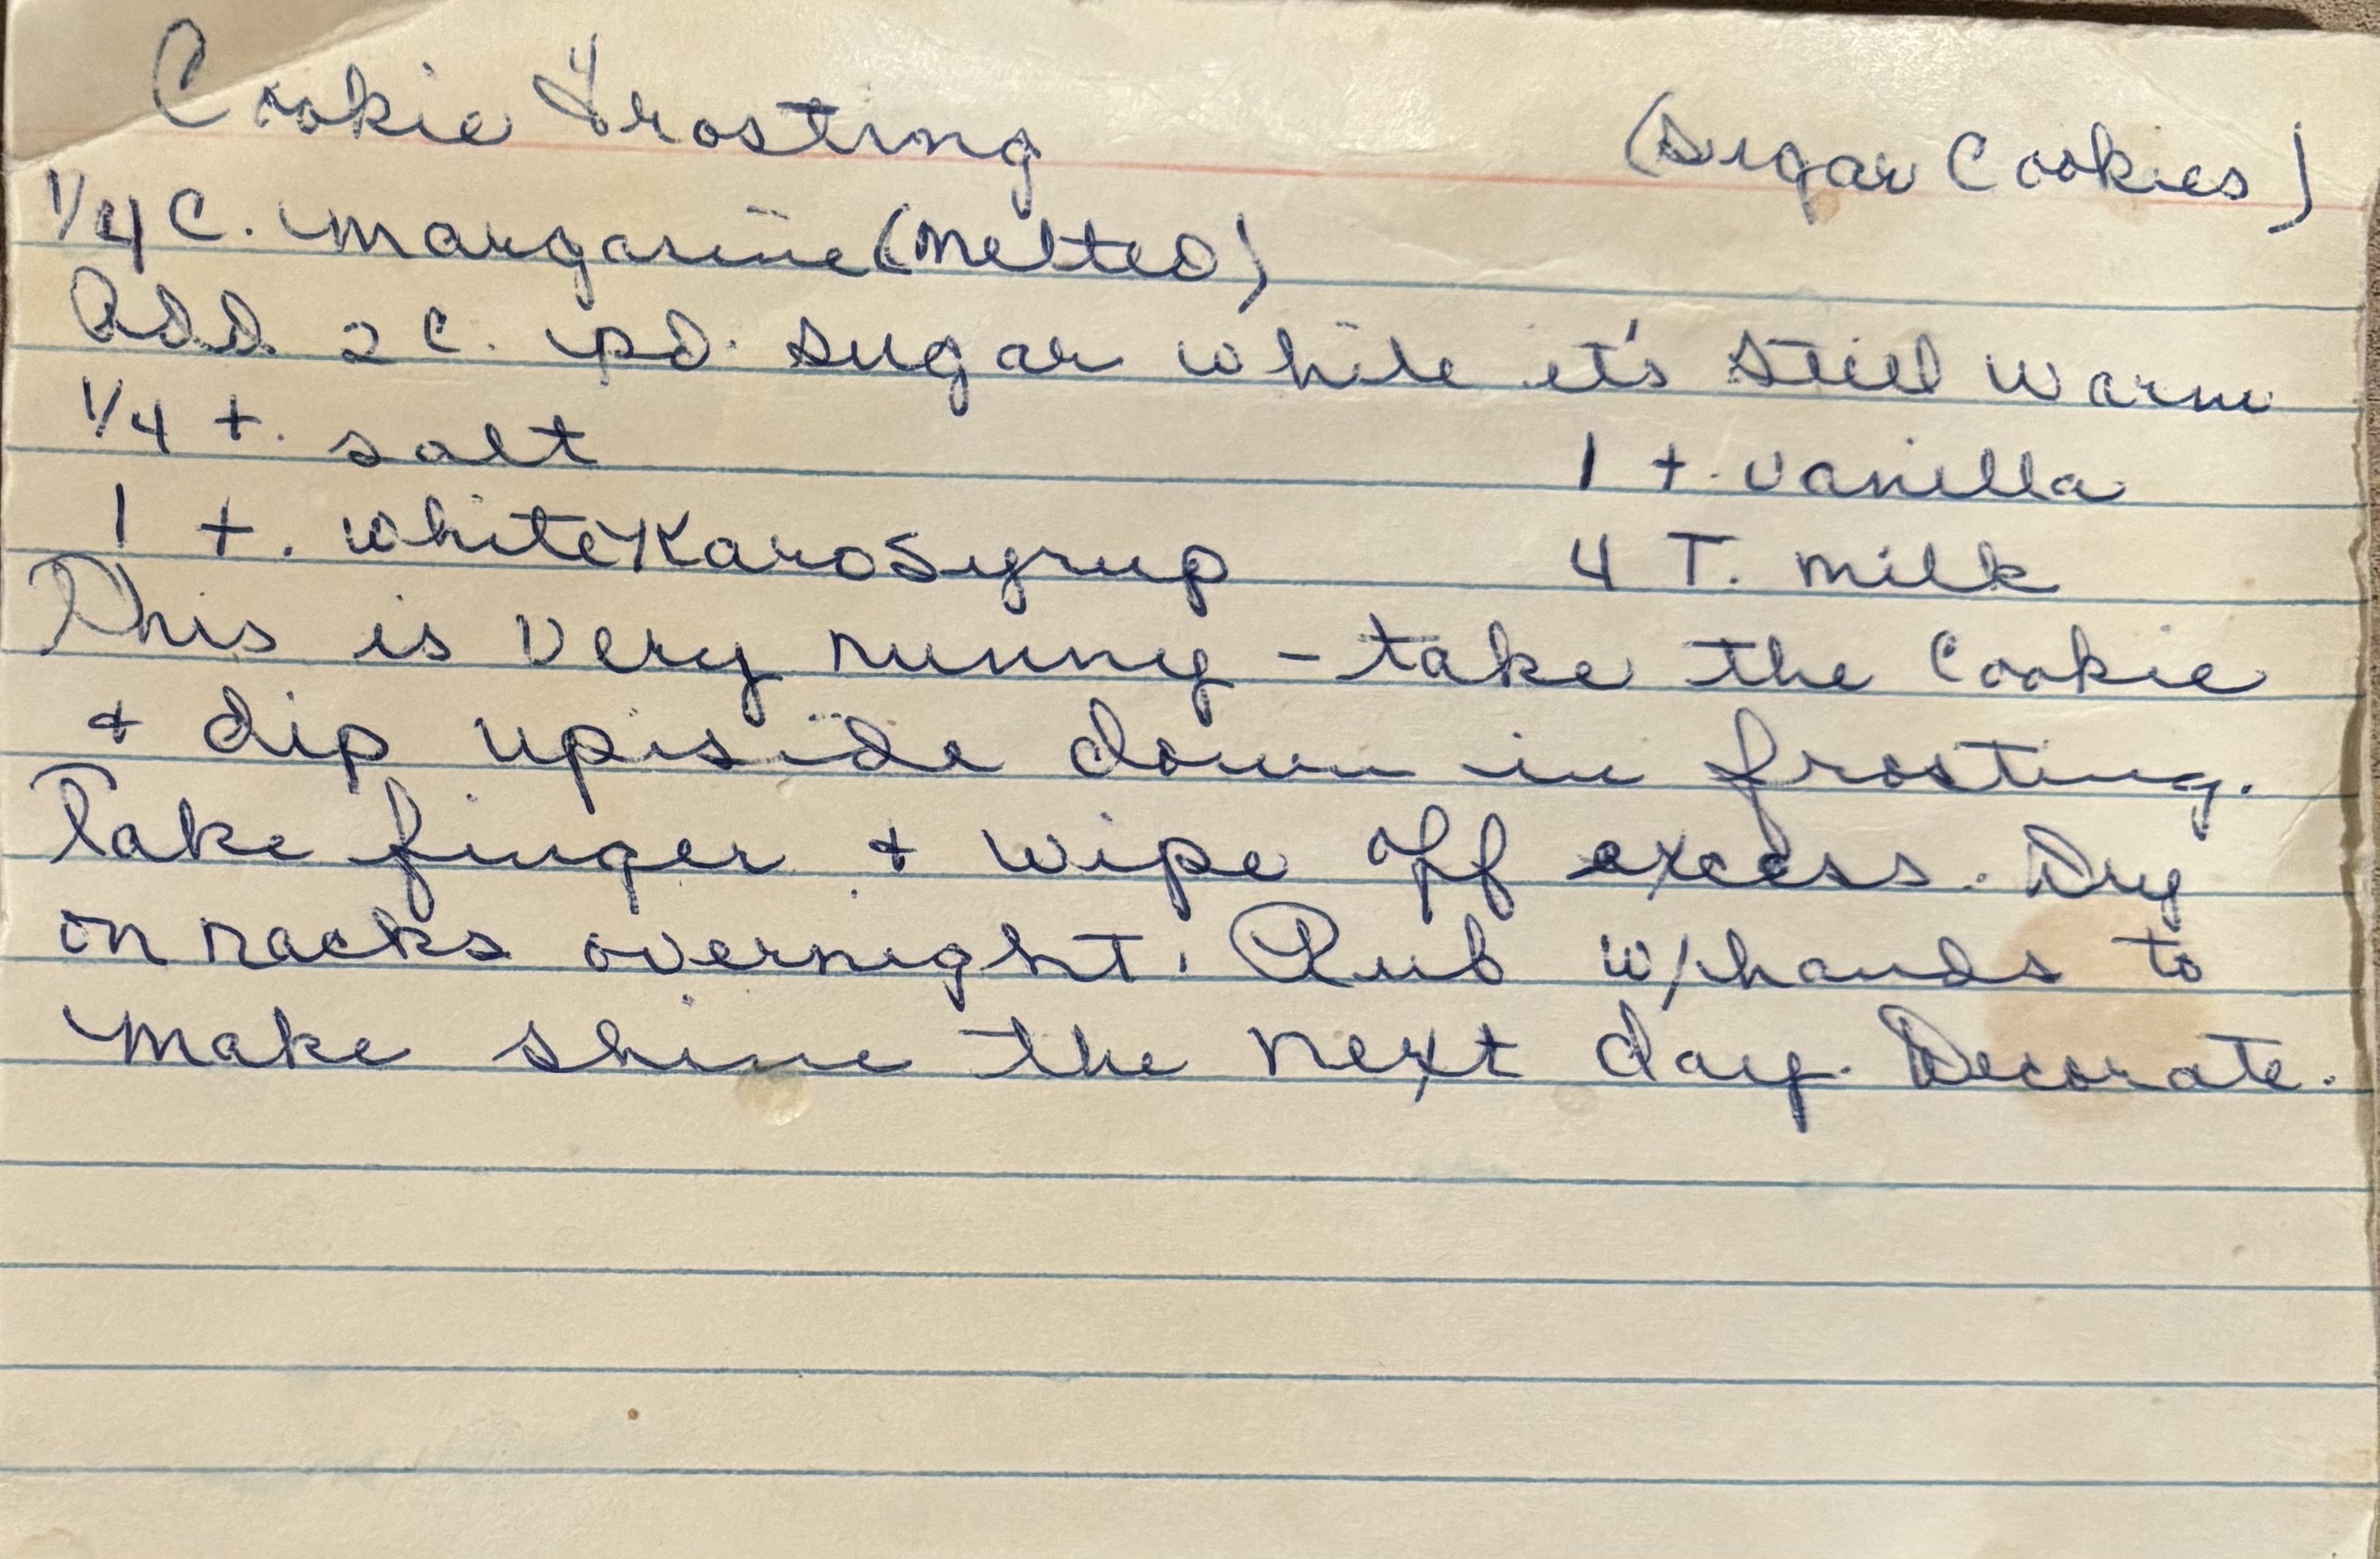 Cookie Frosting (Sugar Cookies)
1/4 C. margarine (melted)
Add 2 C. pd. sugar while it's still warm
1/4 t. salt 1 t. vanilla
1 t. white Karo Syrup 4 T. milk
This is very runny - take the cookie
& dip upside down in frosting.
Take finger & wipe off excess. Dry
on racks overnight. Rub w/hands to
make shine the next day. Decorate.